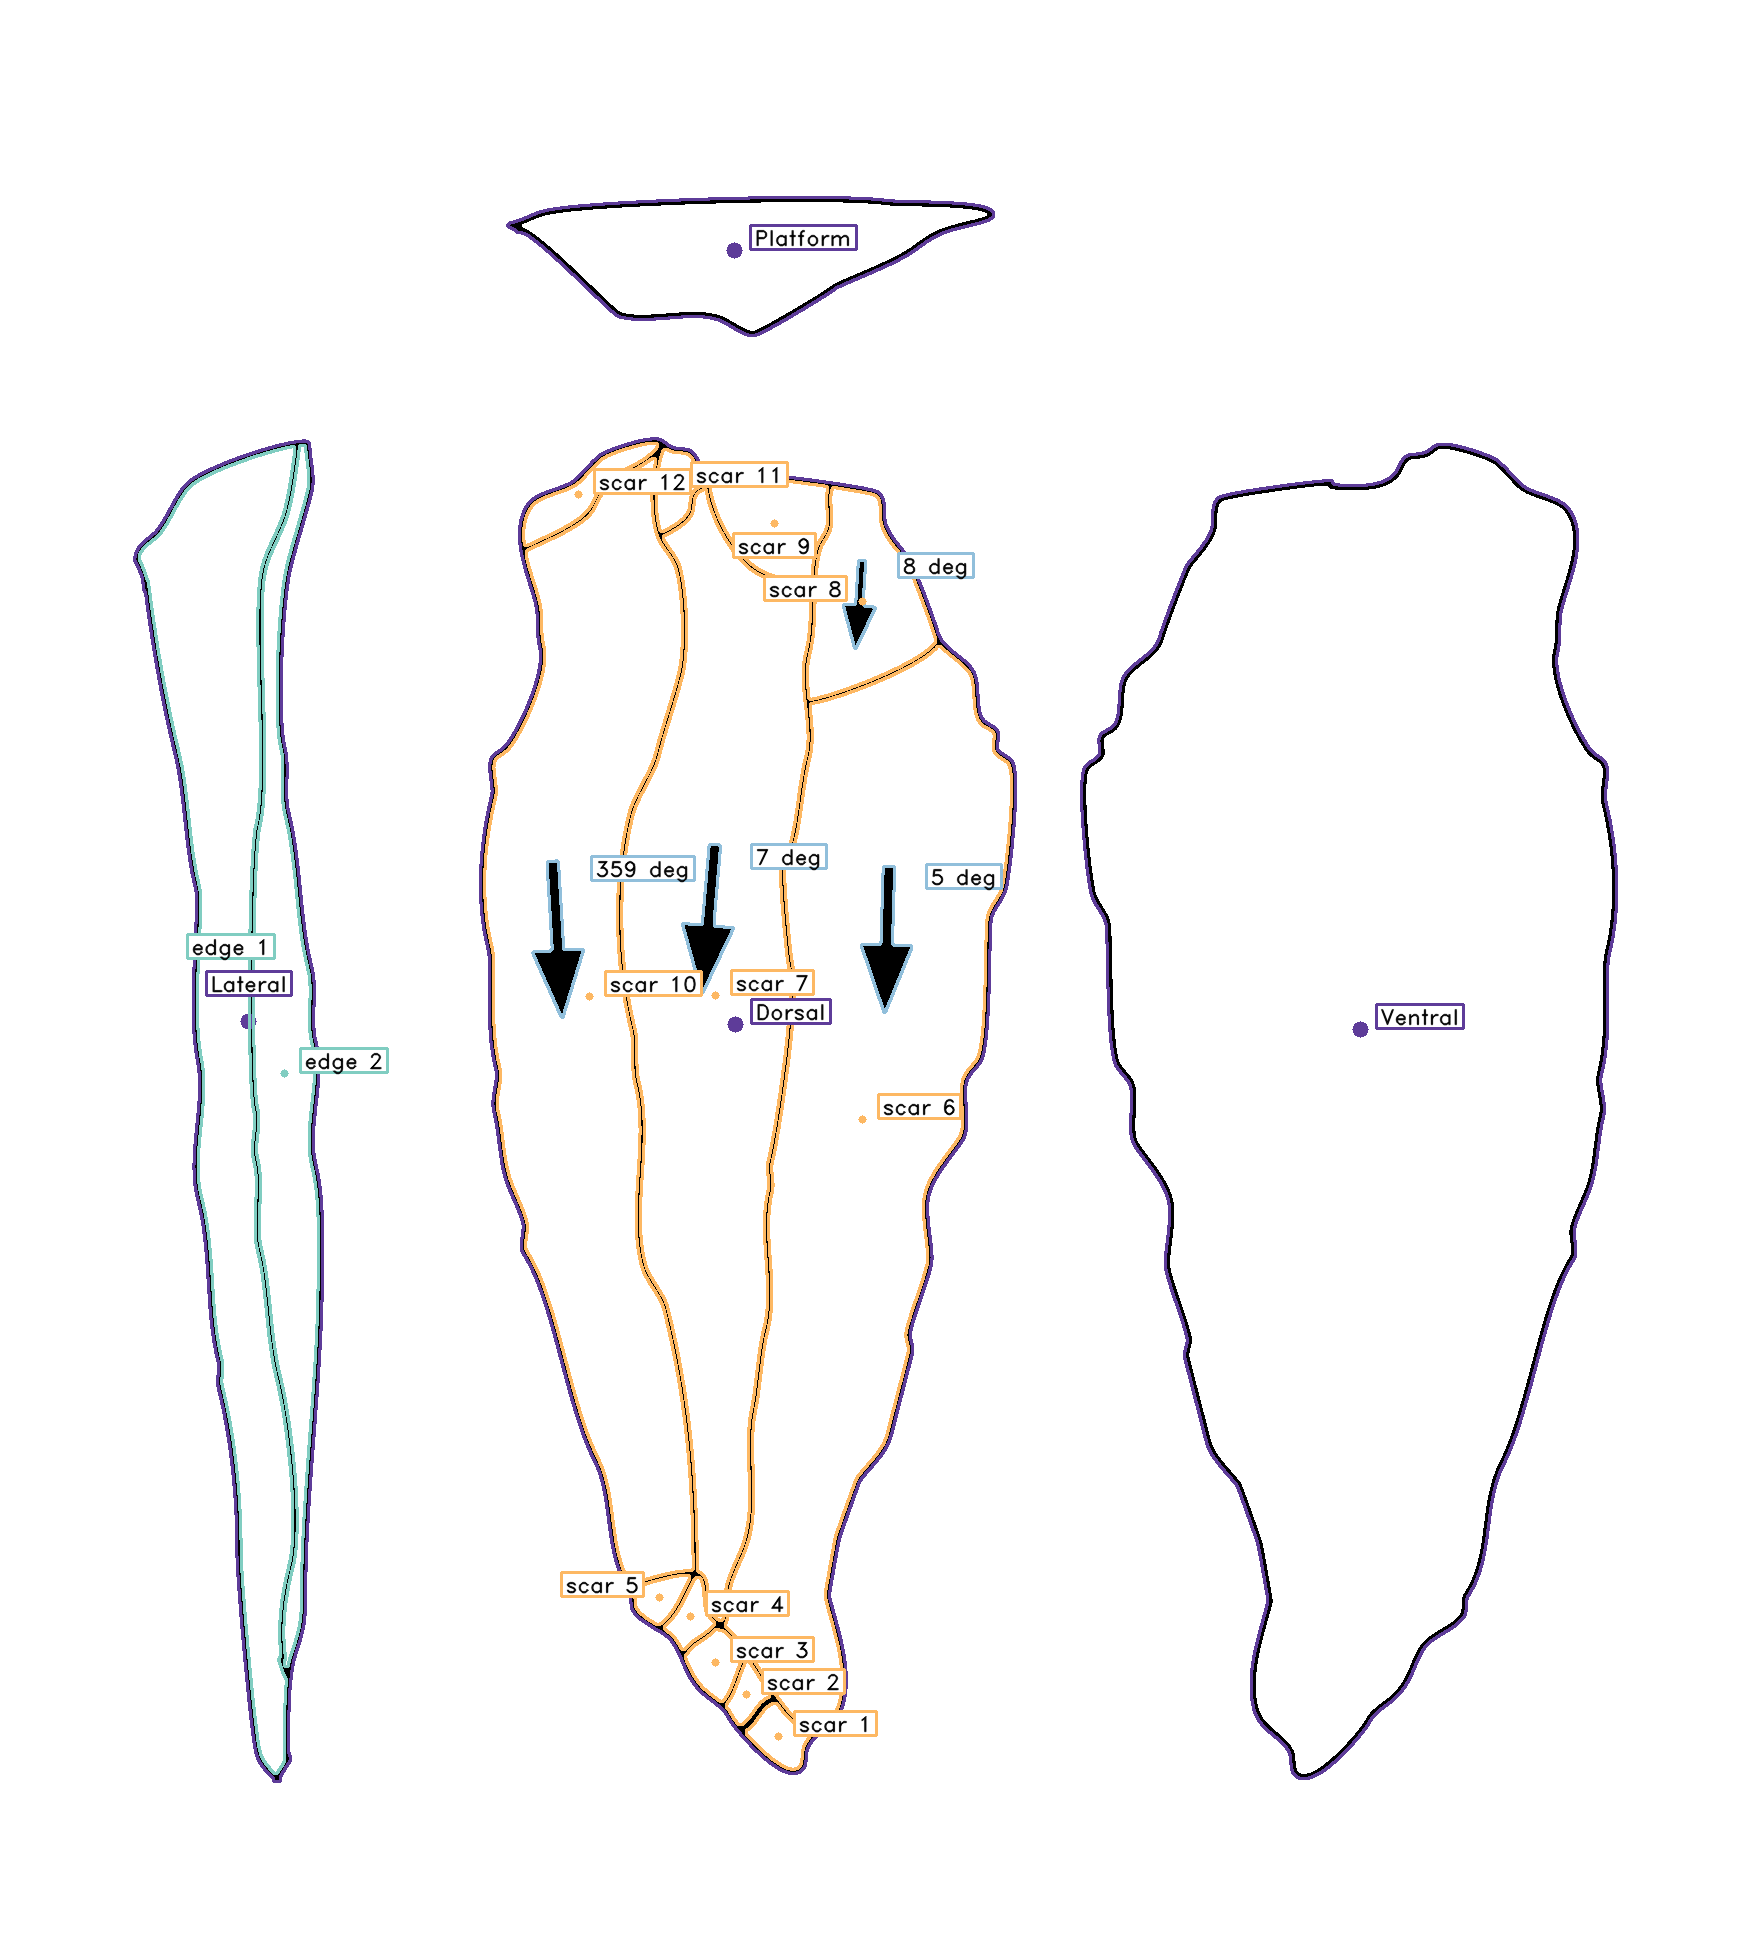 Platform
scar 11
scar 12
scar 9
8 deg
scar 8
7 deg
359 deg
5 deg
edge 1
Lateral
scar 10
scar 7
Dorsal
Ventral
edge 2
scar 6
scar 5
scar 4
scar 3
scar 2
scar 1